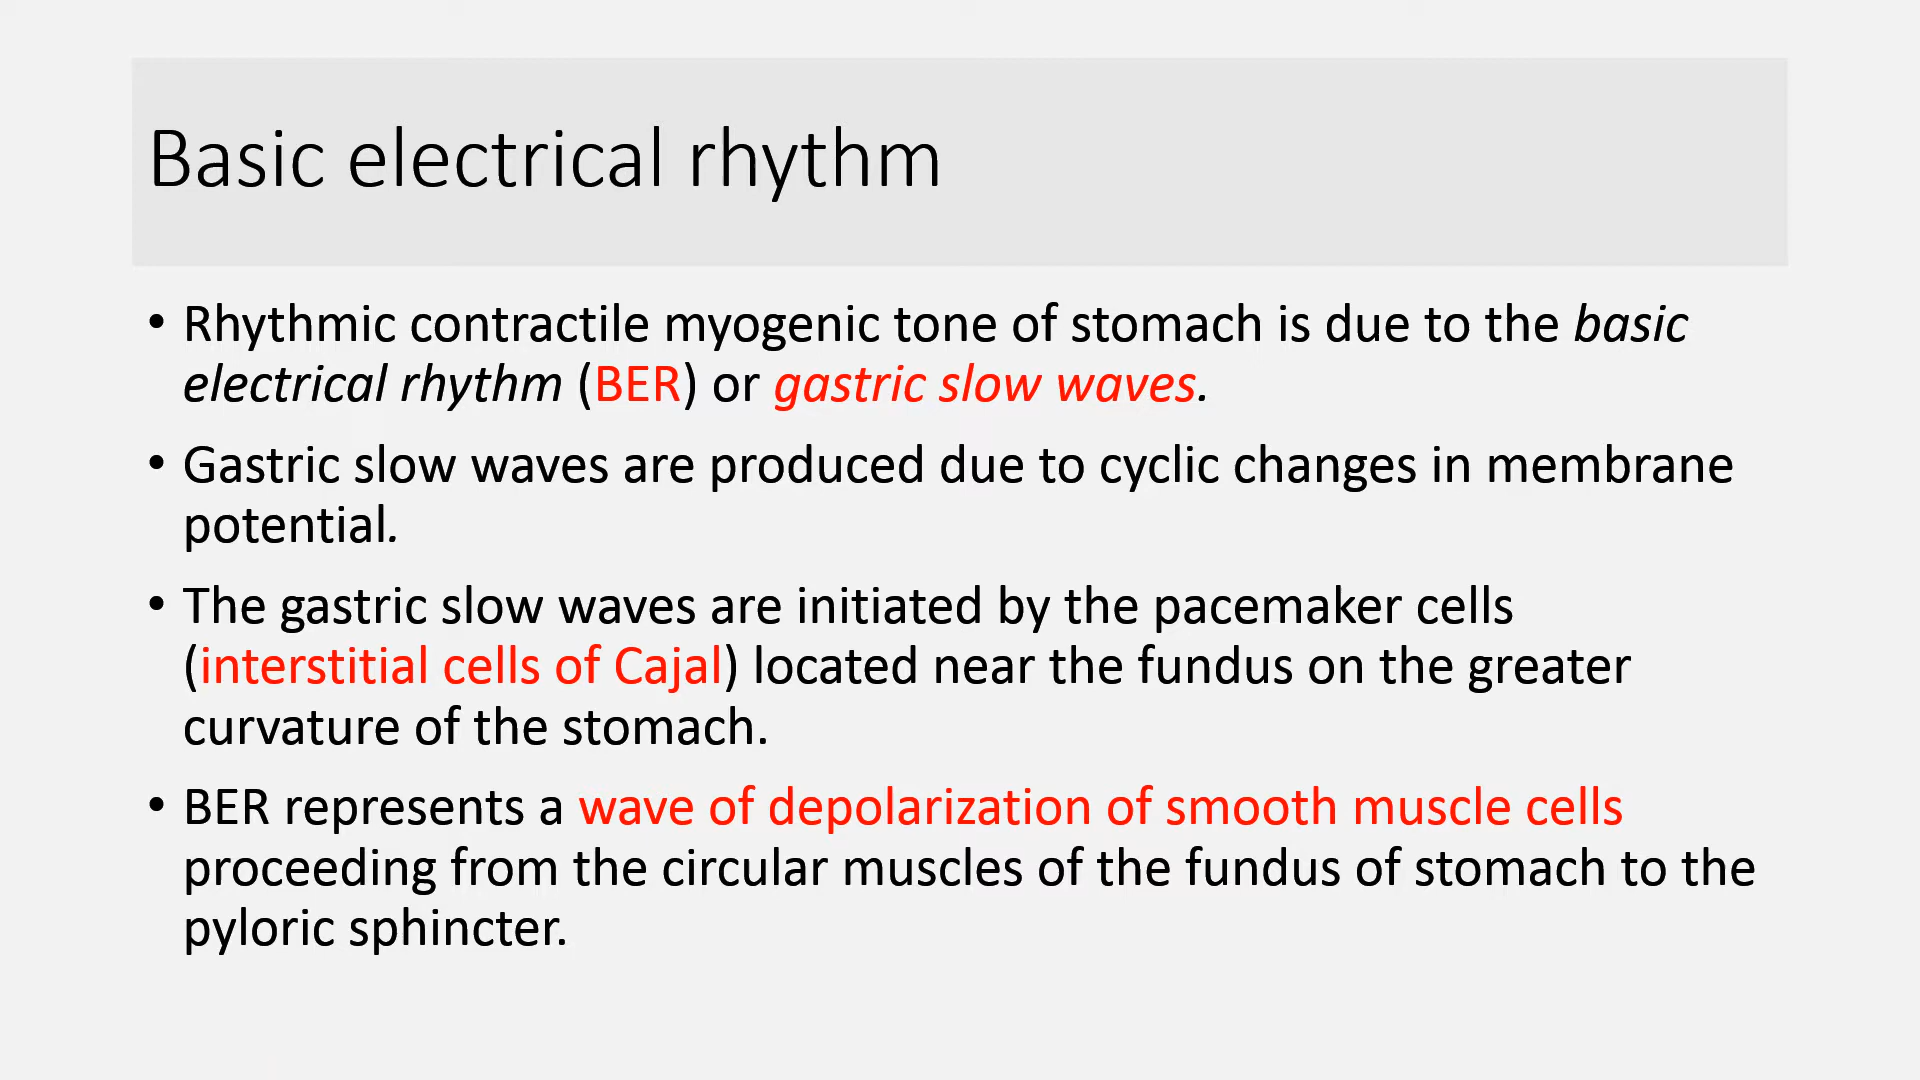 Basic electrical rhythm
• Rhythmic contractile myogenic tone of stomach is due to the basic
electrical rhythm (BER) or gastric slow waves.
• Gastric slow waves are produced due to cyclic changes in membrane
potential.
• The gastric slow waves are initiated by the pacemaker cells
(interstitial cells of Cajal) located near the fundus on the greater
curvature of the stomach.
• BER represents a wave of depolarization of smooth muscle cells
proceeding from the circular muscles of the fundus of stomach to the
pyloric sphincter.